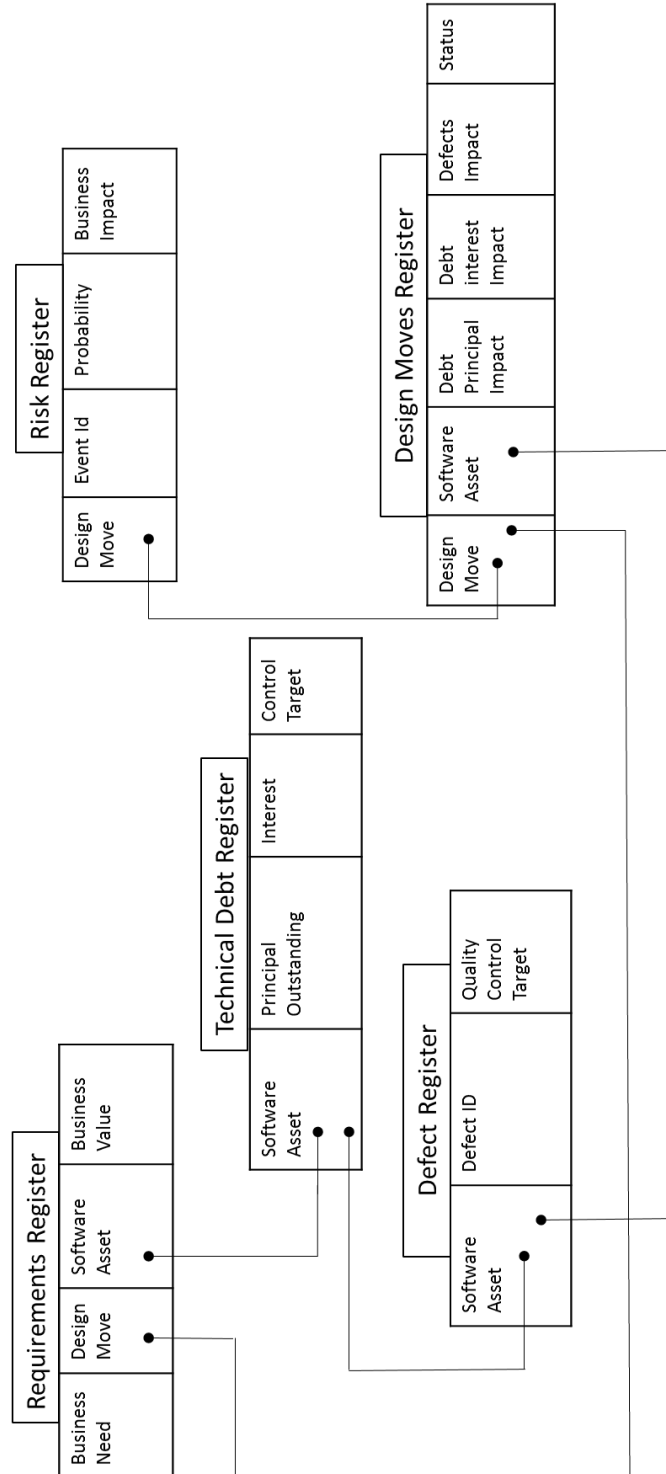 Requirements Register
Business
Need
Design
Move
Software
Asset
Business
Value
Risk Register
Design
Move
Event Id
Probability
Business
Impact
Technical Debt Register
Software
Asset
Principal
Outstanding
Interest
Control
Target
Defect Register
Software
Asset
Defect ID
Quality
Control
Target
Design Moves Register
Design
Move
Software
Asset
Debt
Principal
Impact
Debt
interest
Impact
Defects
Impact
Status